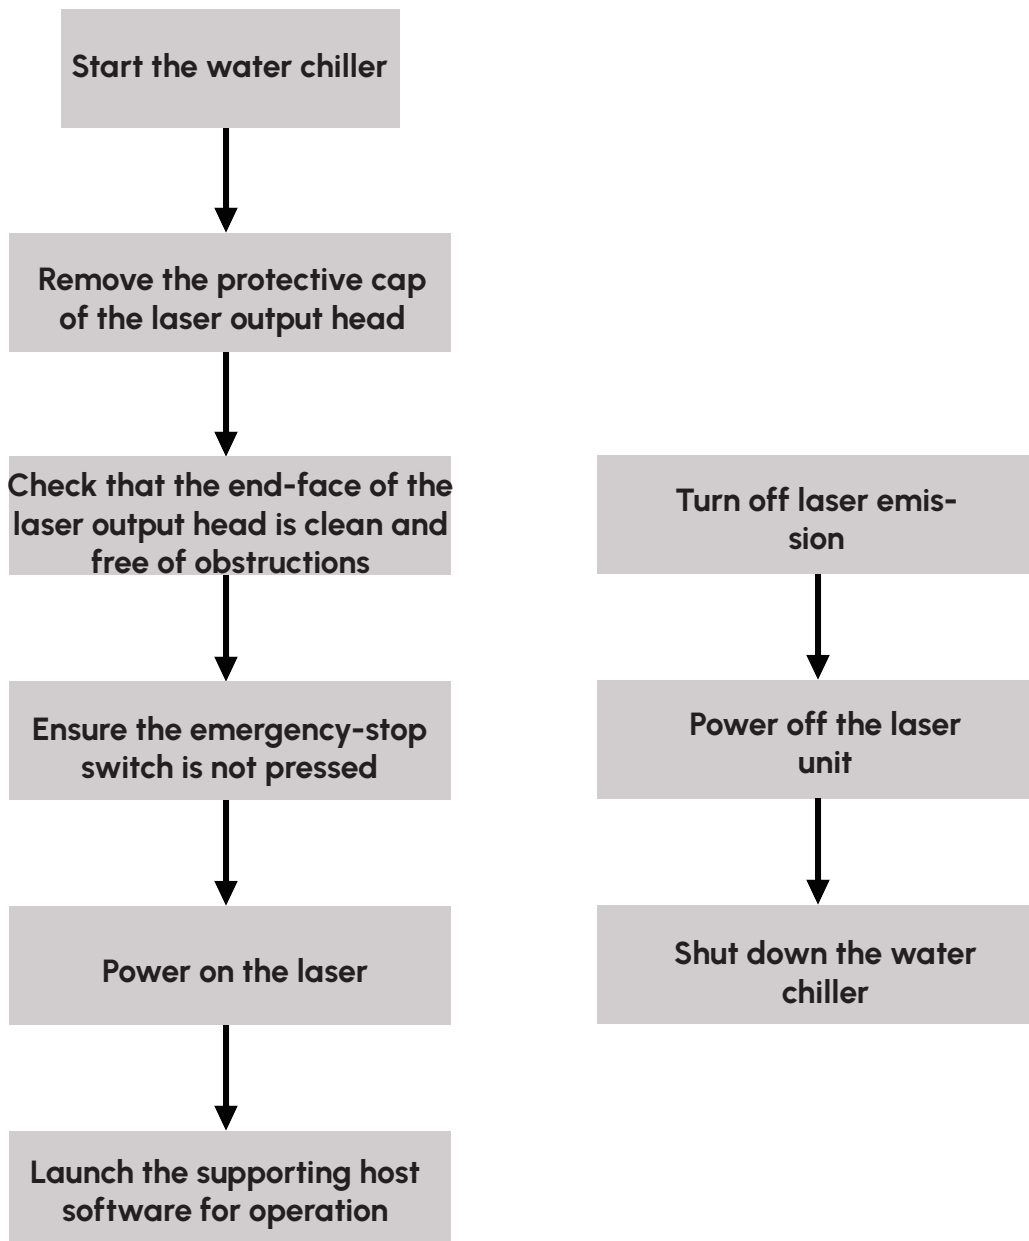 Start the water chiller
Remove the protective cap
of the laser output head
Check that the end-face of the
laser output head is clean and
free of obstructions
Ensure the emergency-stop
switch is not pressed
Power on the laser
Launch the supporting host
software for operation
Turn off laser emis-
sion
Power off the laser
unit
Shut down the water
chiller